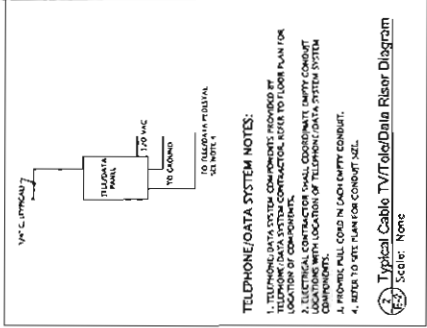 TELE/DATA
PANEL
120 VAC
TO GROUND
TO TELE/DATA PEDESTAL
SEE NOTE 4
TELEPHONE/DATA SYSTEM NOTES:
1. TELEPHONE/DATA SYSTEM COMPONENTS PROVIDED BY
TELEPHONE/DATA SYSTEM CONTRACTOR. REFER TO FLOOR PLAN FOR
LOCATION OF COMPONENTS.
2. ELECTRICAL CONTRACTOR SHALL COORDINATE EMPTY CONDUIT
LOCATIONS WITH LOCATION OF TELEPHONE/DATA SYSTEM
COMPONENTS.
3. PROVIDE PULL CORD IN EACH EMPTY CONDUIT.
4. REFER TO SITE PLAN FOR CONDUIT SIZE.
2
E-2
Typical Cable TV/Tele/Data Riser Diagram
Scale: None